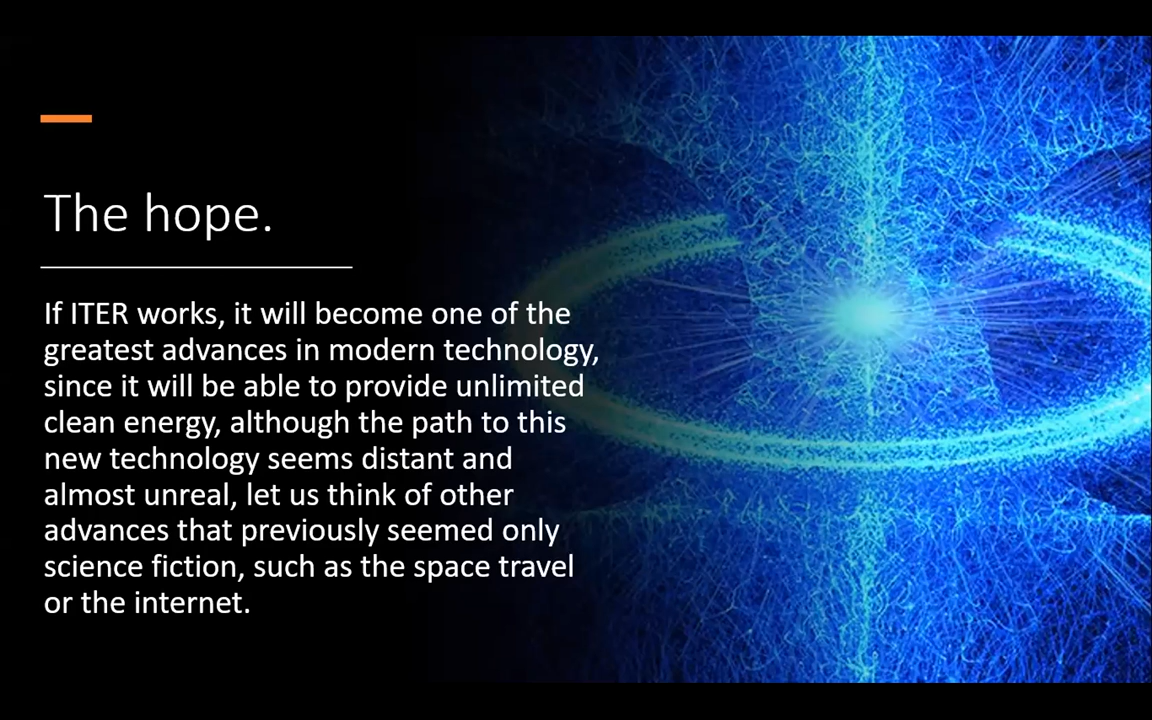 The hope.
If ITER works, it will become one of the
greatest advances in modern technology,
since it will be able to provide unlimited
clean energy, although the path to this
new technology seems distant and
almost unreal, let us think of other
advances that previously seemed only
science fiction, such as the space travel
or the internet.